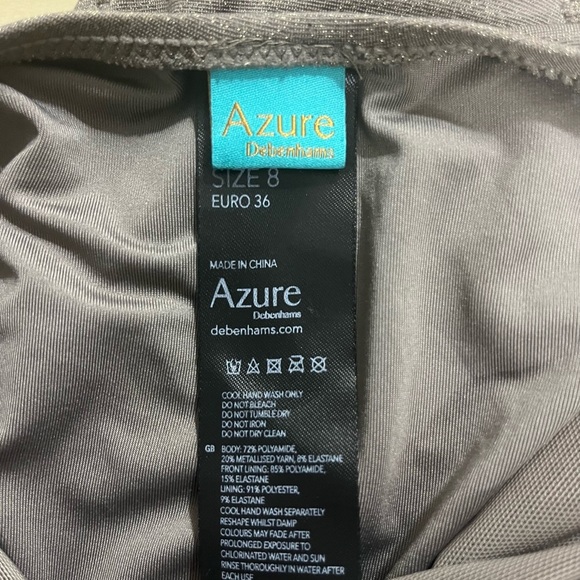 Azure
Debenhams
SIZE 8
EURO 36
MADE IN CHINA
Azure
Debenhams
debenhams.com
COOL HAND WASH ONLY
DO NOT BLEACH
DO NOT TUMBLE DRY
DO NOT IRON
DO NOT DRY CLEAN
GB BODY: 72% POLYAMIDE,
20% METALLISED YARN, 8% ELASTANE
FRONT LINING: 85% POLYAMIDE,
15% ELASTANE
LINING: 91% POLYESTER,
9% ELASTANE
COOL HAND WASH SEPARATELY
RESHAPE WHILST DAMP
COLOURS MAY FADE AFTER
PROLONGED EXPOSURE TO
CHLORINATED WATER AND SUN
RINSE THOROUGHLY IN WATER AFTER
EACH USE